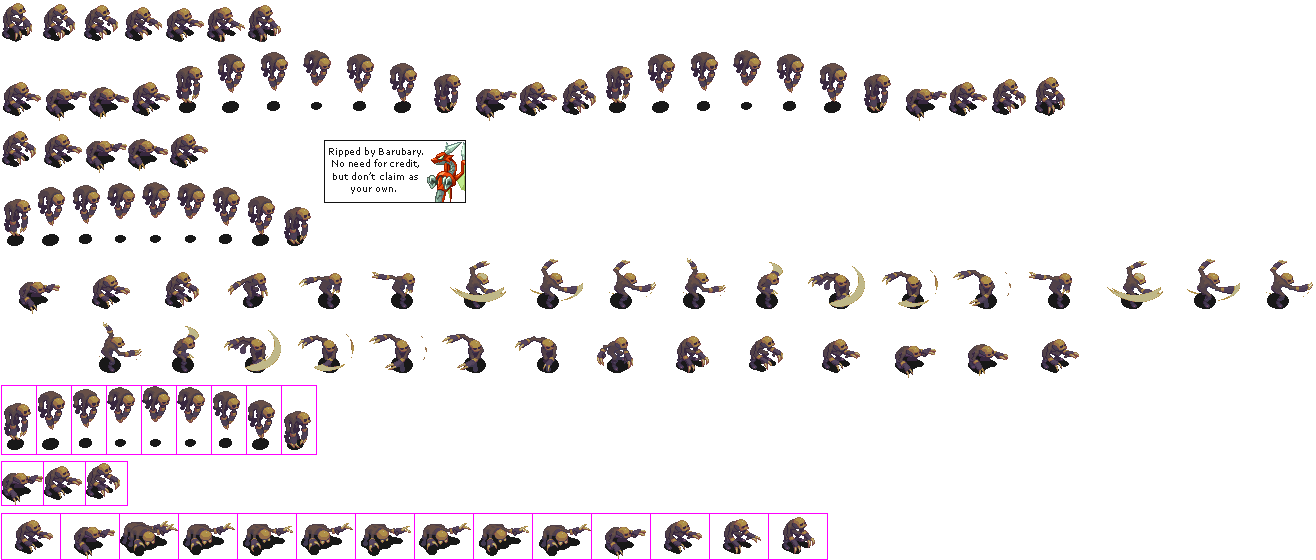 Ripped by Barubary.
No need for credit,
but don't claim as
your own.